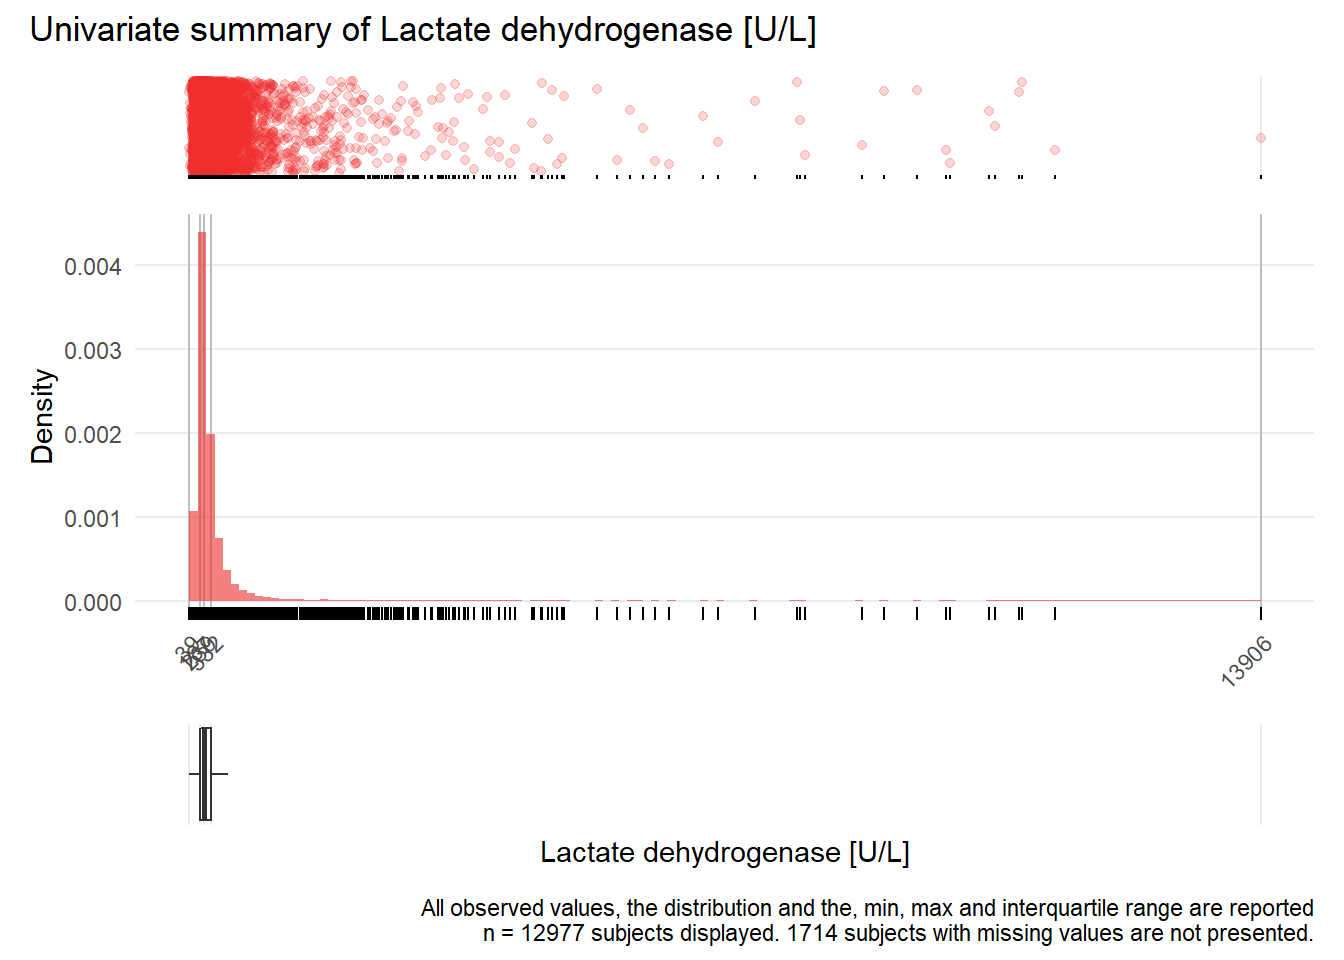 Univariate summary of Lactate dehydrogenase [U/L]
0.004
0.003
0.002
0.001
0.000
Density
39
13906
Lactate dehydrogenase [U/L]
All observed values, the distribution and the, min, max and interquartile range are reported
n = 12977 subjects displayed. 1714 subjects with missing values are not presented.